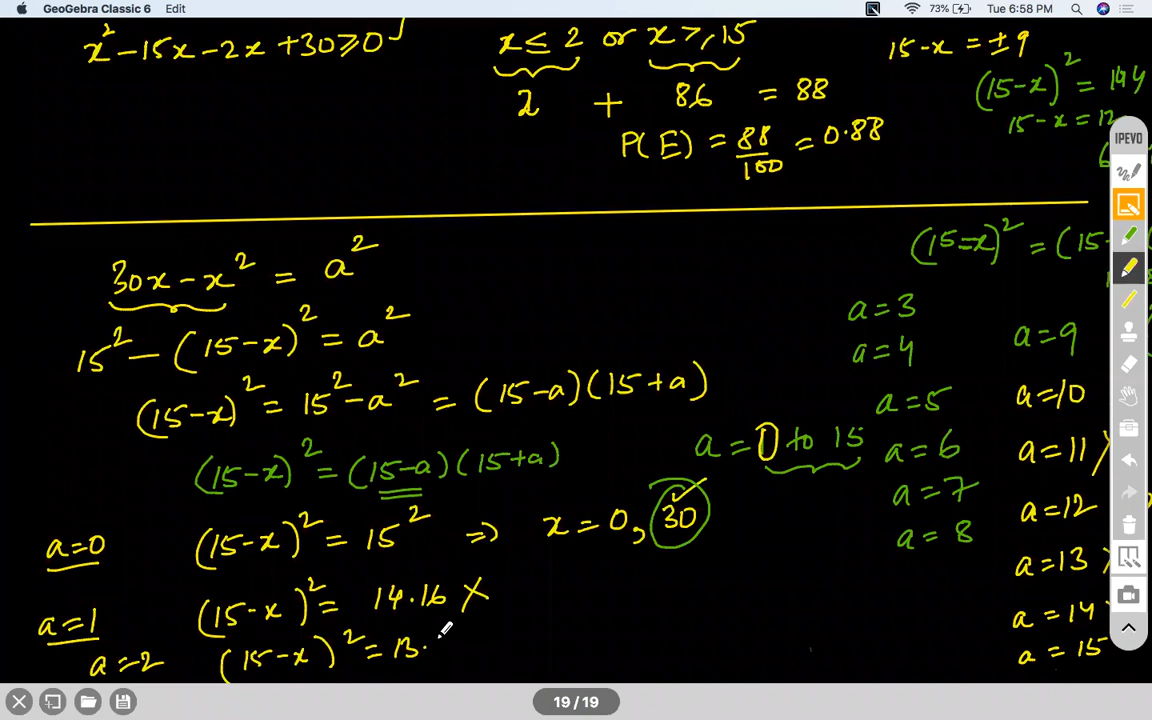 GeoGebra Classic 6 Edit 73% Tue 6:58 PM
x² - 15x - 2x + 30 ≥ 0
x ≤ 2 or x ≥ 15
2 + 86 = 88
P(E) = 88/100 = 0.88
15 - x = ±9
(15-x)² = 144
15 - x = 12
IPEVO
30x - x² = a²
15² - (15-x)² = a²
(15-x)² = 15² - a² = (15-a)(15+a)
(15-x)² = (15-a)(15+a)
a = 0 to 15
a=0 (15-x)² = 15² ⇒ x = 0, 30 ✓
a=1 (15-x)² = 14.16 X
a=2 (15-x)² = 13.
(15-x)² = (15-
a=3
a=4
a=5
a=6
a=7
a=8
a=9
a=10
a=11
a=12
a=13
a=14
a=15
19/19